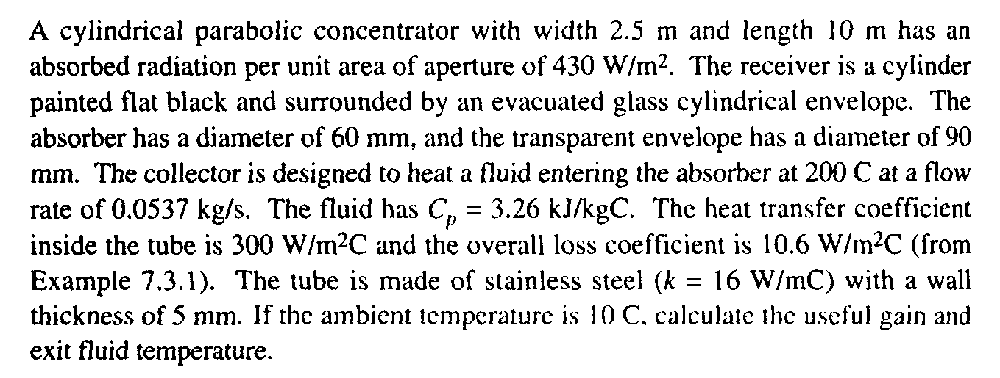 A cylindrical parabolic concentrator with width 2.5 m and length 10 m has an
absorbed radiation per unit area of aperture of 430 W/m². The receiver is a cylinder
painted flat black and surrounded by an evacuated glass cylindrical envelope. The
absorber has a diameter of 60 mm, and the transparent envelope has a diameter of 90
mm. The collector is designed to heat a fluid entering the absorber at 200 C at a flow
rate of 0.0537 kg/s. The fluid has Cₚ = 3.26 kJ/kgC. The heat transfer coefficient
inside the tube is 300 W/m²C and the overall loss coefficient is 10.6 W/m²C (from
Example 7.3.1). The tube is made of stainless steel (k = 16 W/mC) with a wall
thickness of 5 mm. If the ambient temperature is 10 C, calculate the useful gain and
exit fluid temperature.